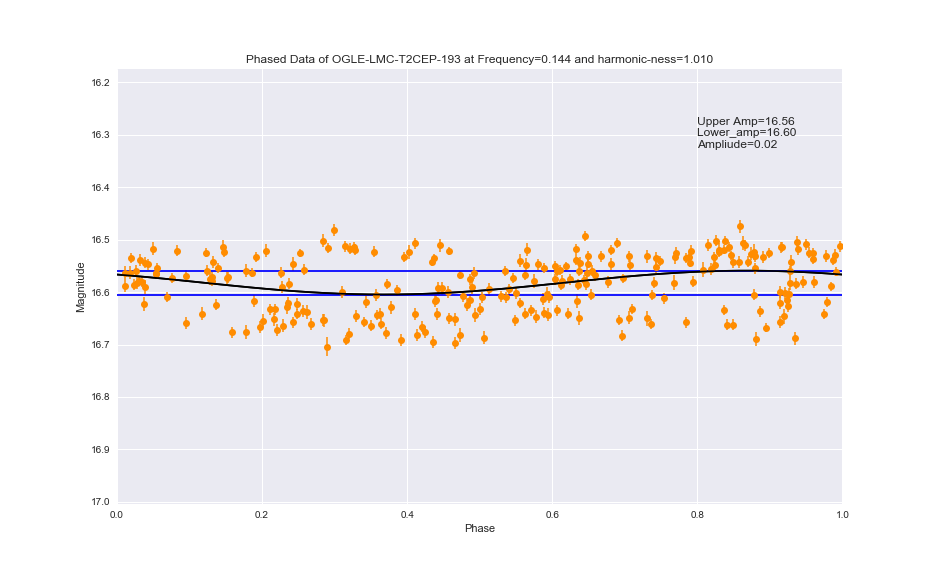 Phased Data of OGLE-LMC-T2CEP-193 at Frequency=0.144 and harmonic-ness=1.010
16.2
16.3
16.4
16.5
16.6
16.7
16.8
16.9
17.0
Magnitude
Upper Amp=16.56
Lower_amp=16.60
Ampliude=0.02
0.0 0.2 0.4 0.6 0.8 1.0
Phase